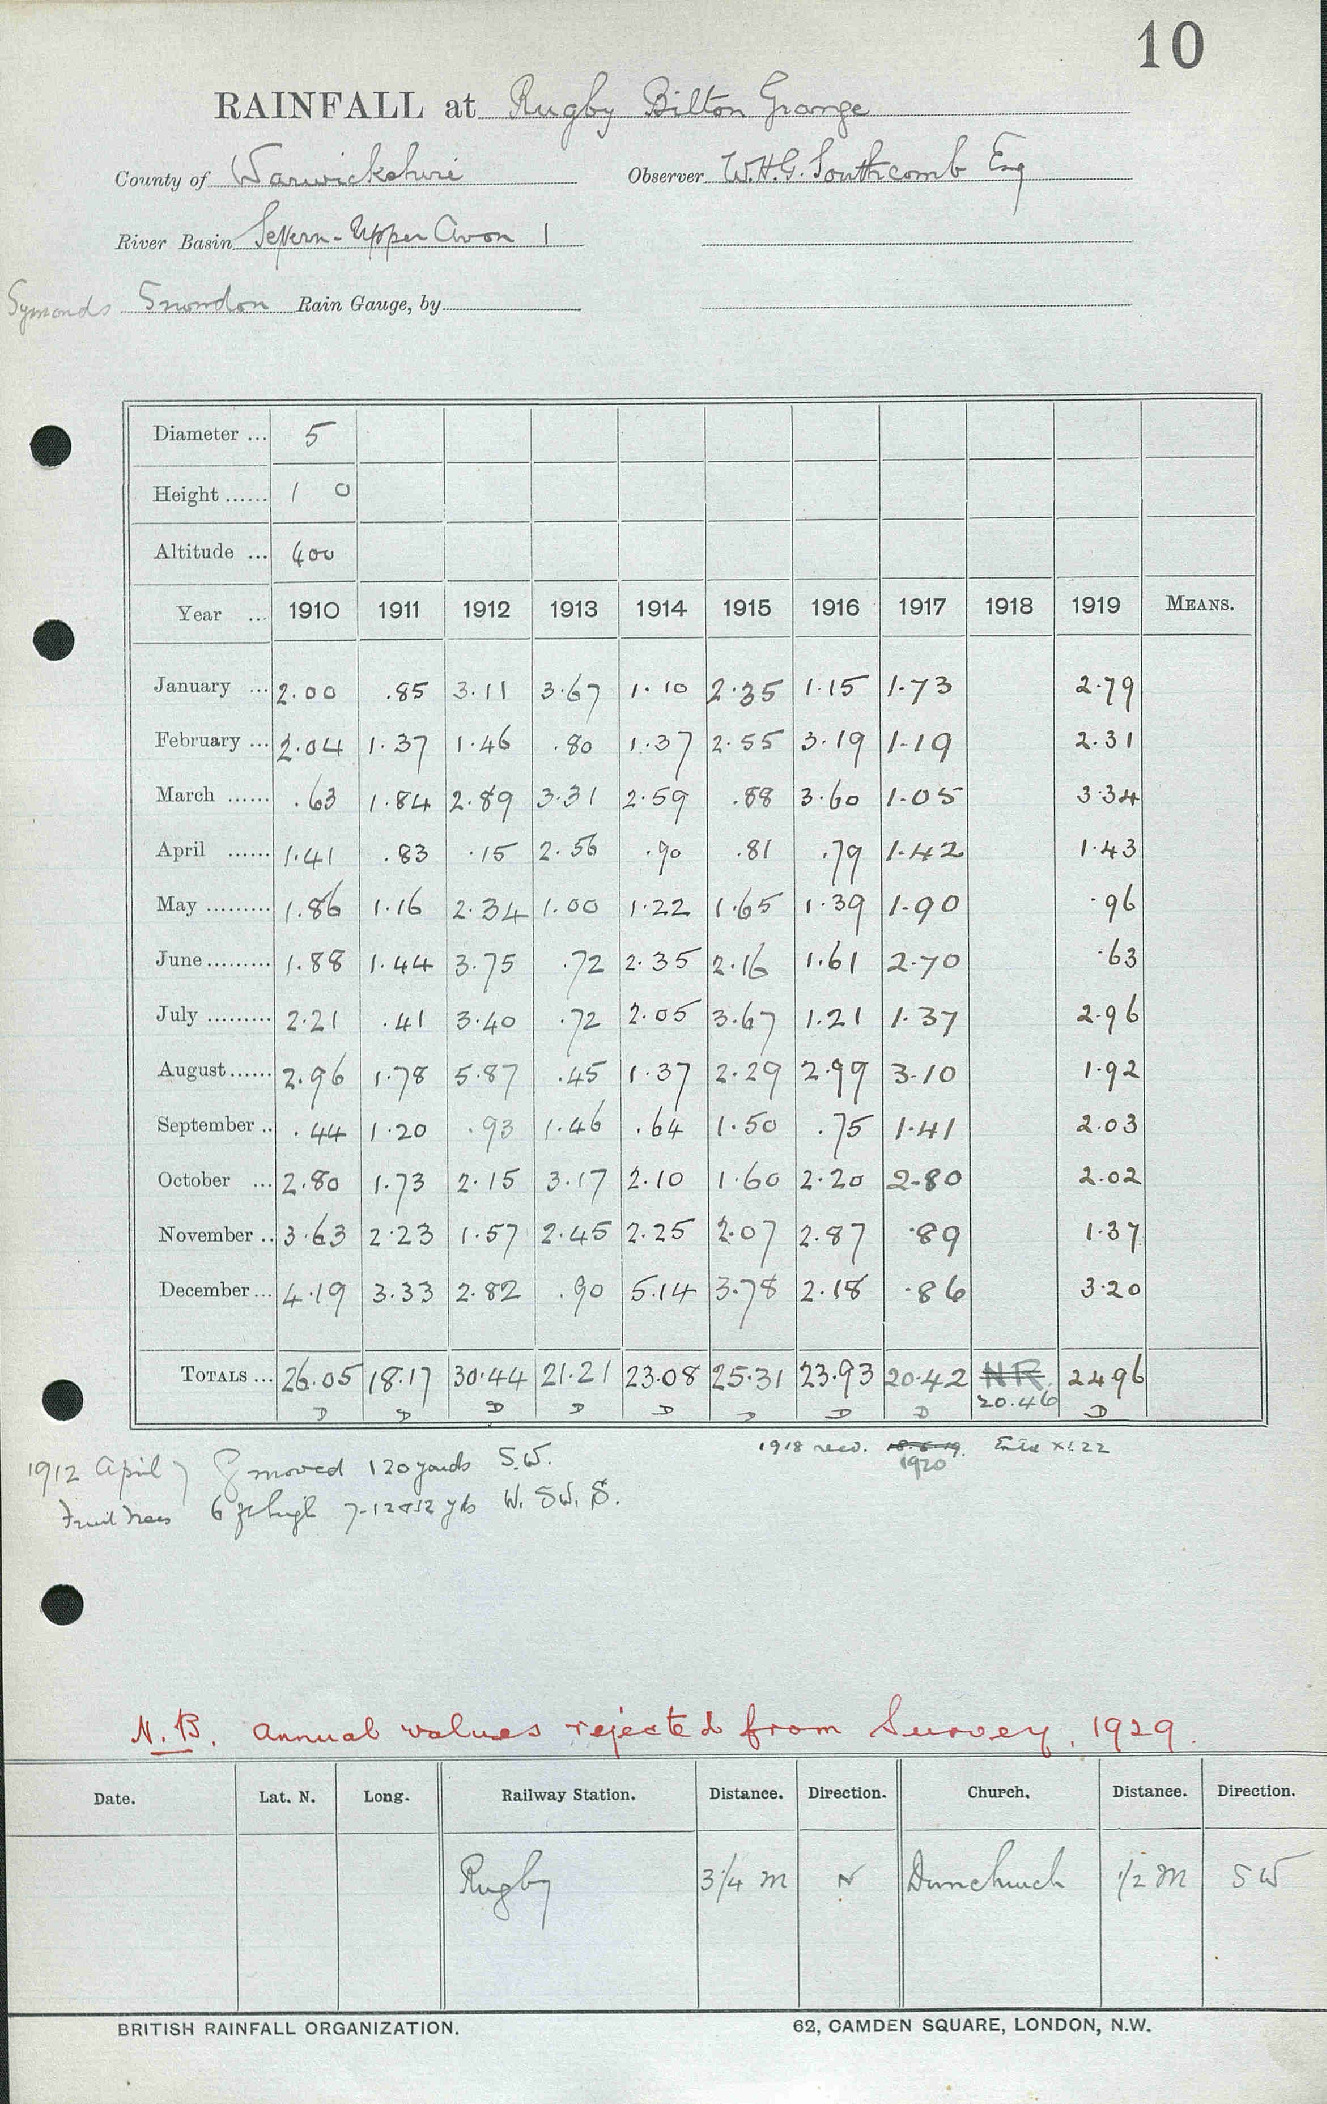 10
RAINFALL at Rugby Bilton Grange
County of Warwickshire Observer W.H.G. Southcomb Esq
River Basin Severn-Upper Avon 1
Symonds Snowdon Rain Gauge, by
Diameter ... 5
Height ...... 1 0
Altitude ... 400
Year ... 1910 1911 1912 1913 1914 1915 1916 1917 1918 1919 MEANS.
January ... 2.00 .85 3.11 3.67 1.10 2.35 1.15 1.73 2.79
February ... 2.04 1.37 1.46 .80 1.37 2.55 3.19 1.19 2.31
March ...... .63 1.84 2.89 3.31 2.59 .88 3.60 1.05 3.34
April ...... 1.41 .83 .15 2.56 .90 .81 .79 1.42 1.43
May ......... 1.86 1.16 2.34 1.00 1.22 1.65 1.39 1.90 .96
June ......... 1.88 1.44 3.75 .72 2.35 2.16 1.61 2.70 .63
July ......... 2.21 .41 3.40 .72 2.05 3.67 1.21 1.37 2.96
August ...... 2.96 1.78 5.87 .45 1.37 2.29 2.99 3.10 1.92
September .. .44 1.20 .93 1.46 .64 1.50 .75 1.41 2.03
October ... 2.80 1.73 2.15 3.17 2.10 1.60 2.20 2.80 2.02
November .. 3.63 2.23 1.57 2.45 2.25 2.07 2.87 .89 1.37
December ... 4.19 3.33 2.82 .90 5.14 3.78 2.18 .86 3.20
TOTALS ... 26.05 18.17 30.44 21.21 23.08 25.31 23.93 20.42 NR 24.96
20.46
D D D D D D D D D
1918 recd. 1920
1912 April moved 120 yards S.W.
Fruit trees 6 ft high 7-12 & 12 yds W. SW. S.
N.B. Annual values rejected from Survey, 1929.
Date. Lat. N. Long. Railway Station. Distance. Direction. Church. Distance. Direction.
Rugby 3 1/4 m N Dunchurch 1/2 m SW
BRITISH RAINFALL ORGANIZATION. 62, CAMDEN SQUARE, LONDON, N.W.